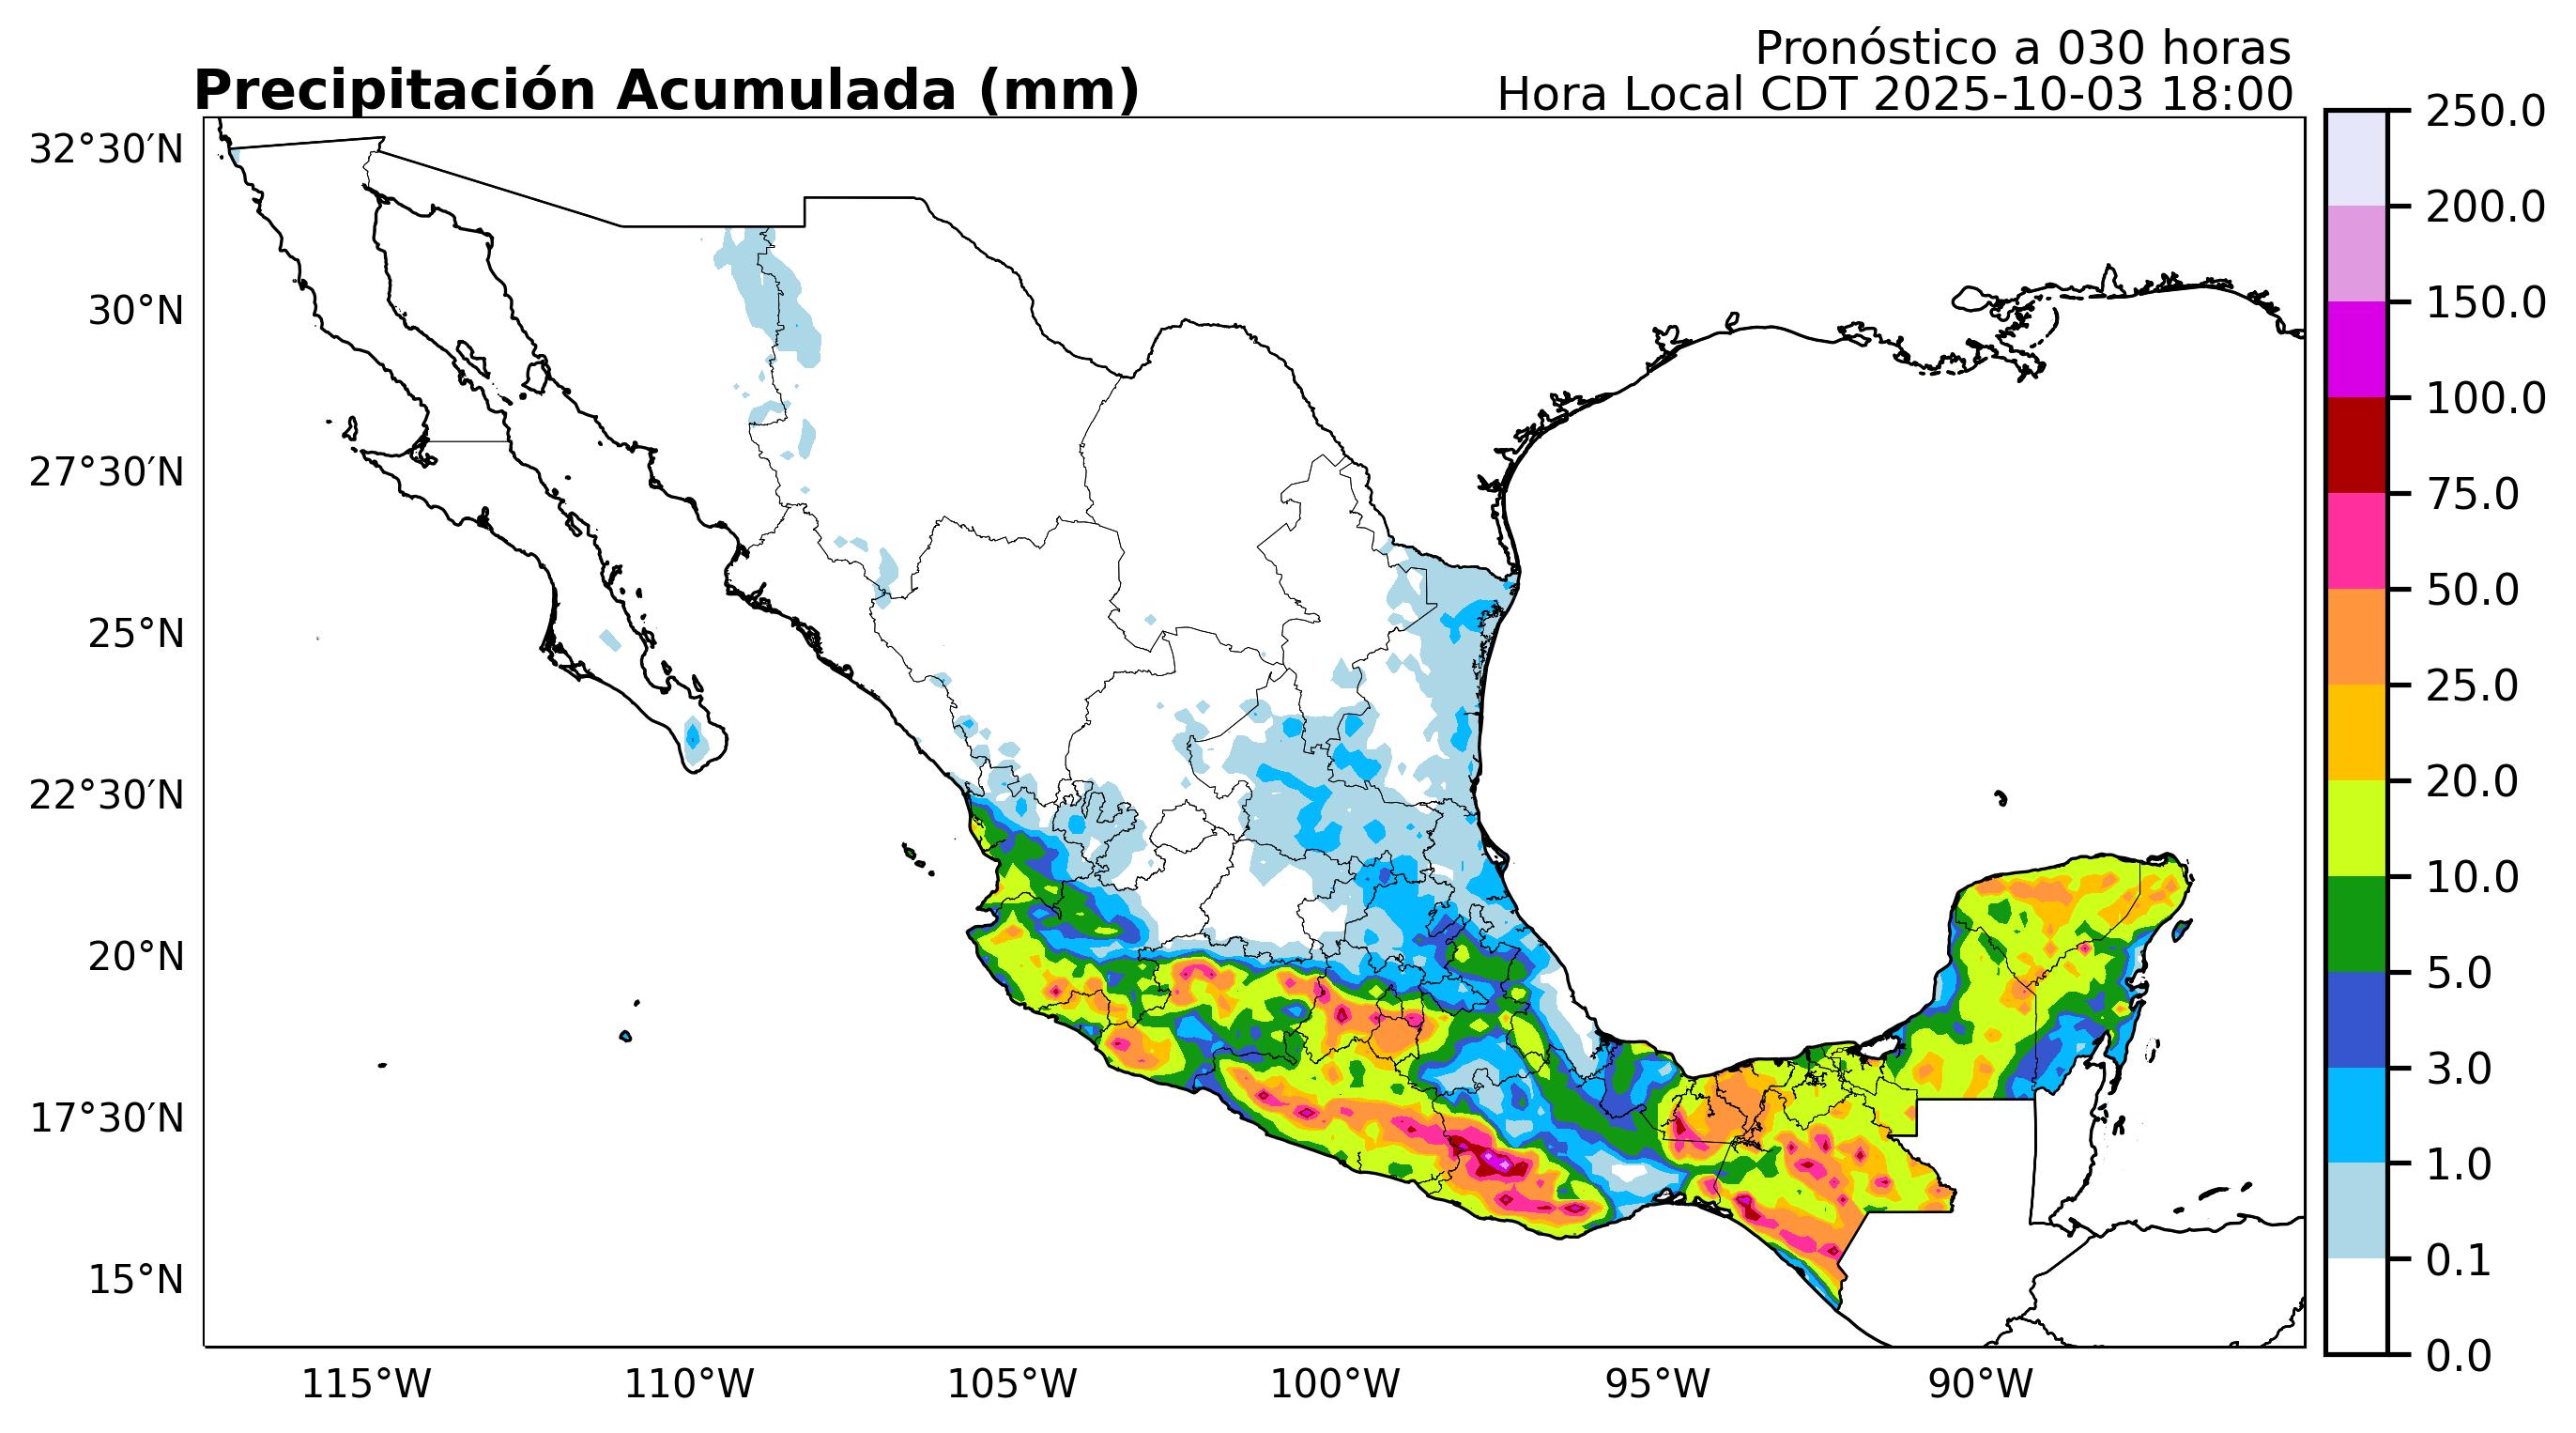 Pronóstico a 030 horas
Precipitación Acumulada (mm)
Hora Local CDT 2025-10-03 18:00
32°30′N
30°N
27°30′N
25°N
22°30′N
20°N
17°30′N
15°N
115°W
110°W
105°W
100°W
95°W
90°W
250.0
200.0
150.0
100.0
75.0
50.0
25.0
20.0
10.0
5.0
3.0
1.0
0.1
0.0